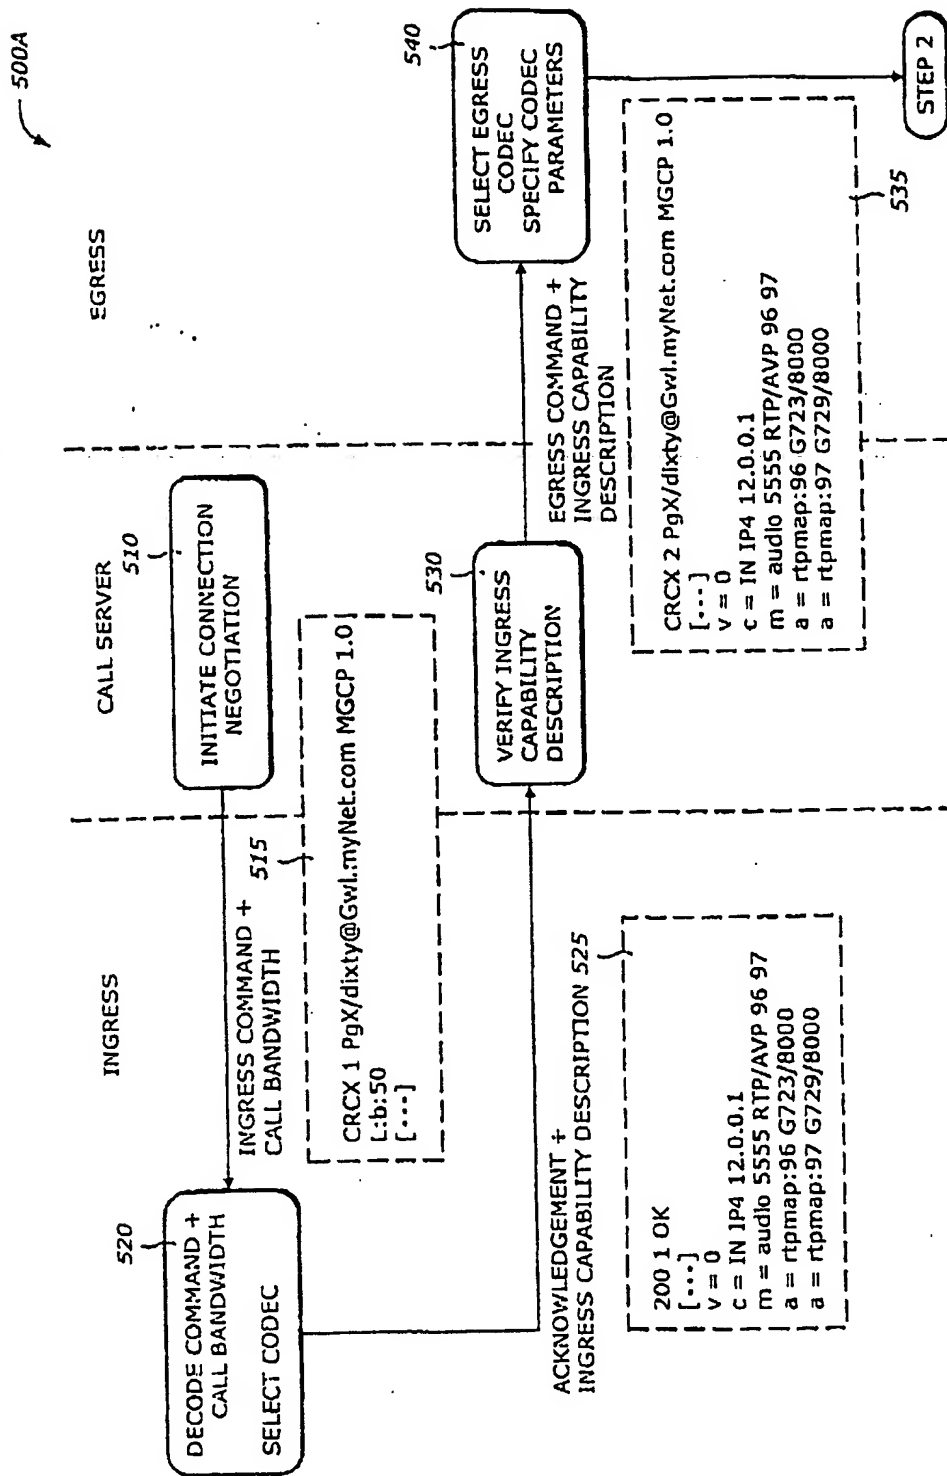 500A
INGRESS
CALL SERVER
EGRESS
510
INITIATE CONNECTION
NEGOTIATION
INGRESS COMMAND +
CALL BANDWIDTH
515
CRCX 1 PgX/dixty@Gwl.myNet.com MGCP 1.0
L:b:50
[...]
520
DECODE COMMAND +
CALL BANDWIDTH
SELECT CODEC
ACKNOWLEDGEMENT +
INGRESS CAPABILITY DESCRIPTION 525
200 1 OK
[...]
v = 0
c = IN IP4 12.0.0.1
m = audio 5555 RTP/AVP 96 97
a = rtpmap:96 G723/8000
a = rtpmap:97 G729/8000
530
VERIFY INGRESS
CAPABILITY
DESCRIPTION
EGRESS COMMAND +
INGRESS CAPABILITY
DESCRIPTION
CRCX 2 PgX/dixty@Gwl.myNet.com MGCP 1.0
[...]
v = 0
c = IN IP4 12.0.0.1
m = audio 5555 RTP/AVP 96 97
a = rtpmap:96 G723/8000
a = rtpmap:97 G729/8000
535
540
SELECT EGRESS
CODEC
SPECIFY CODEC
PARAMETERS
STEP 2